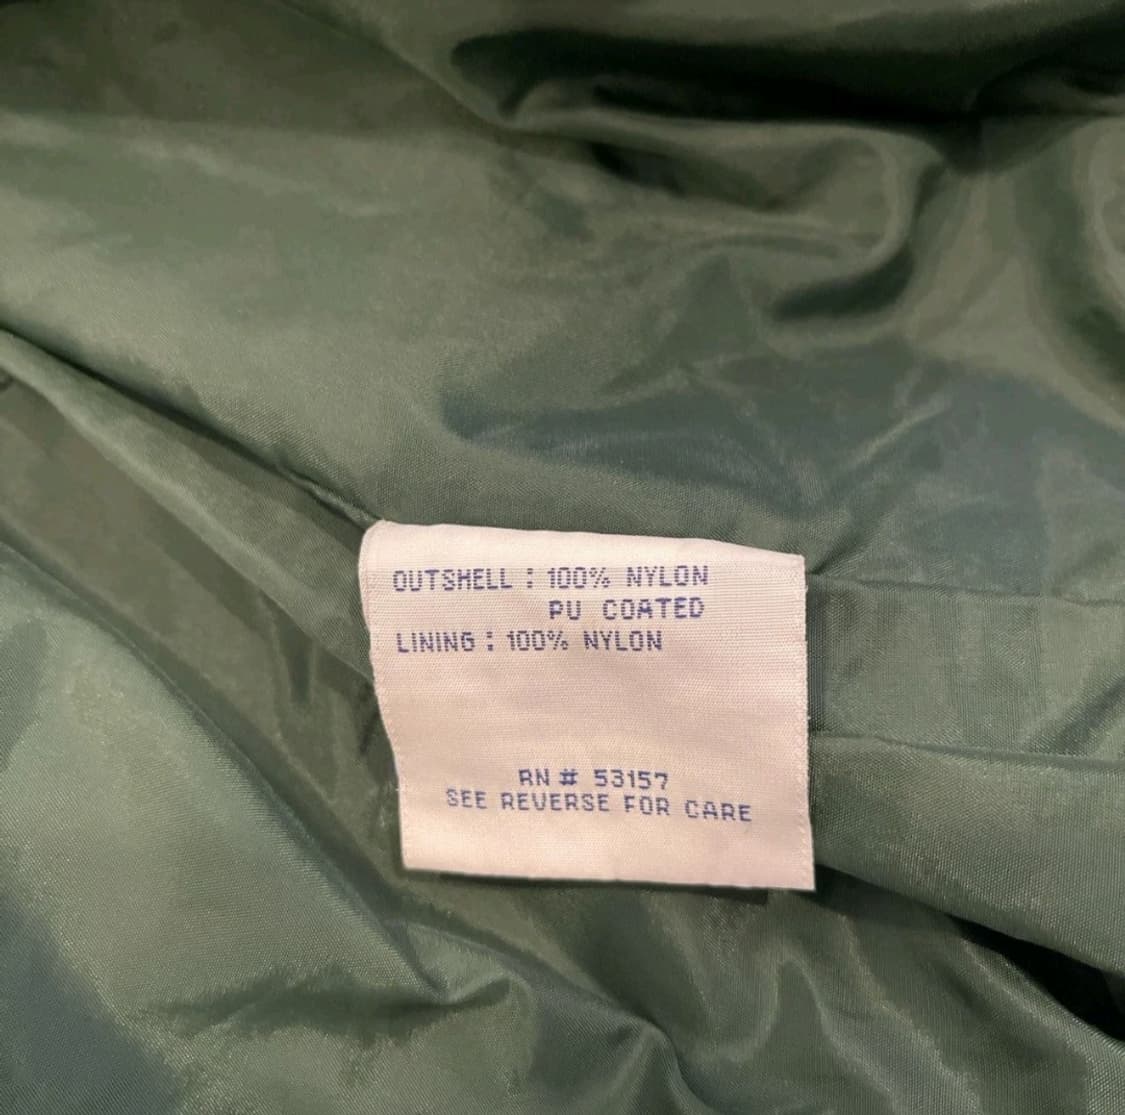 OUTSHELL : 100% NYLON
PU COATED
LINING : 100% NYLON
RN # 53157
SEE REVERSE FOR CARE